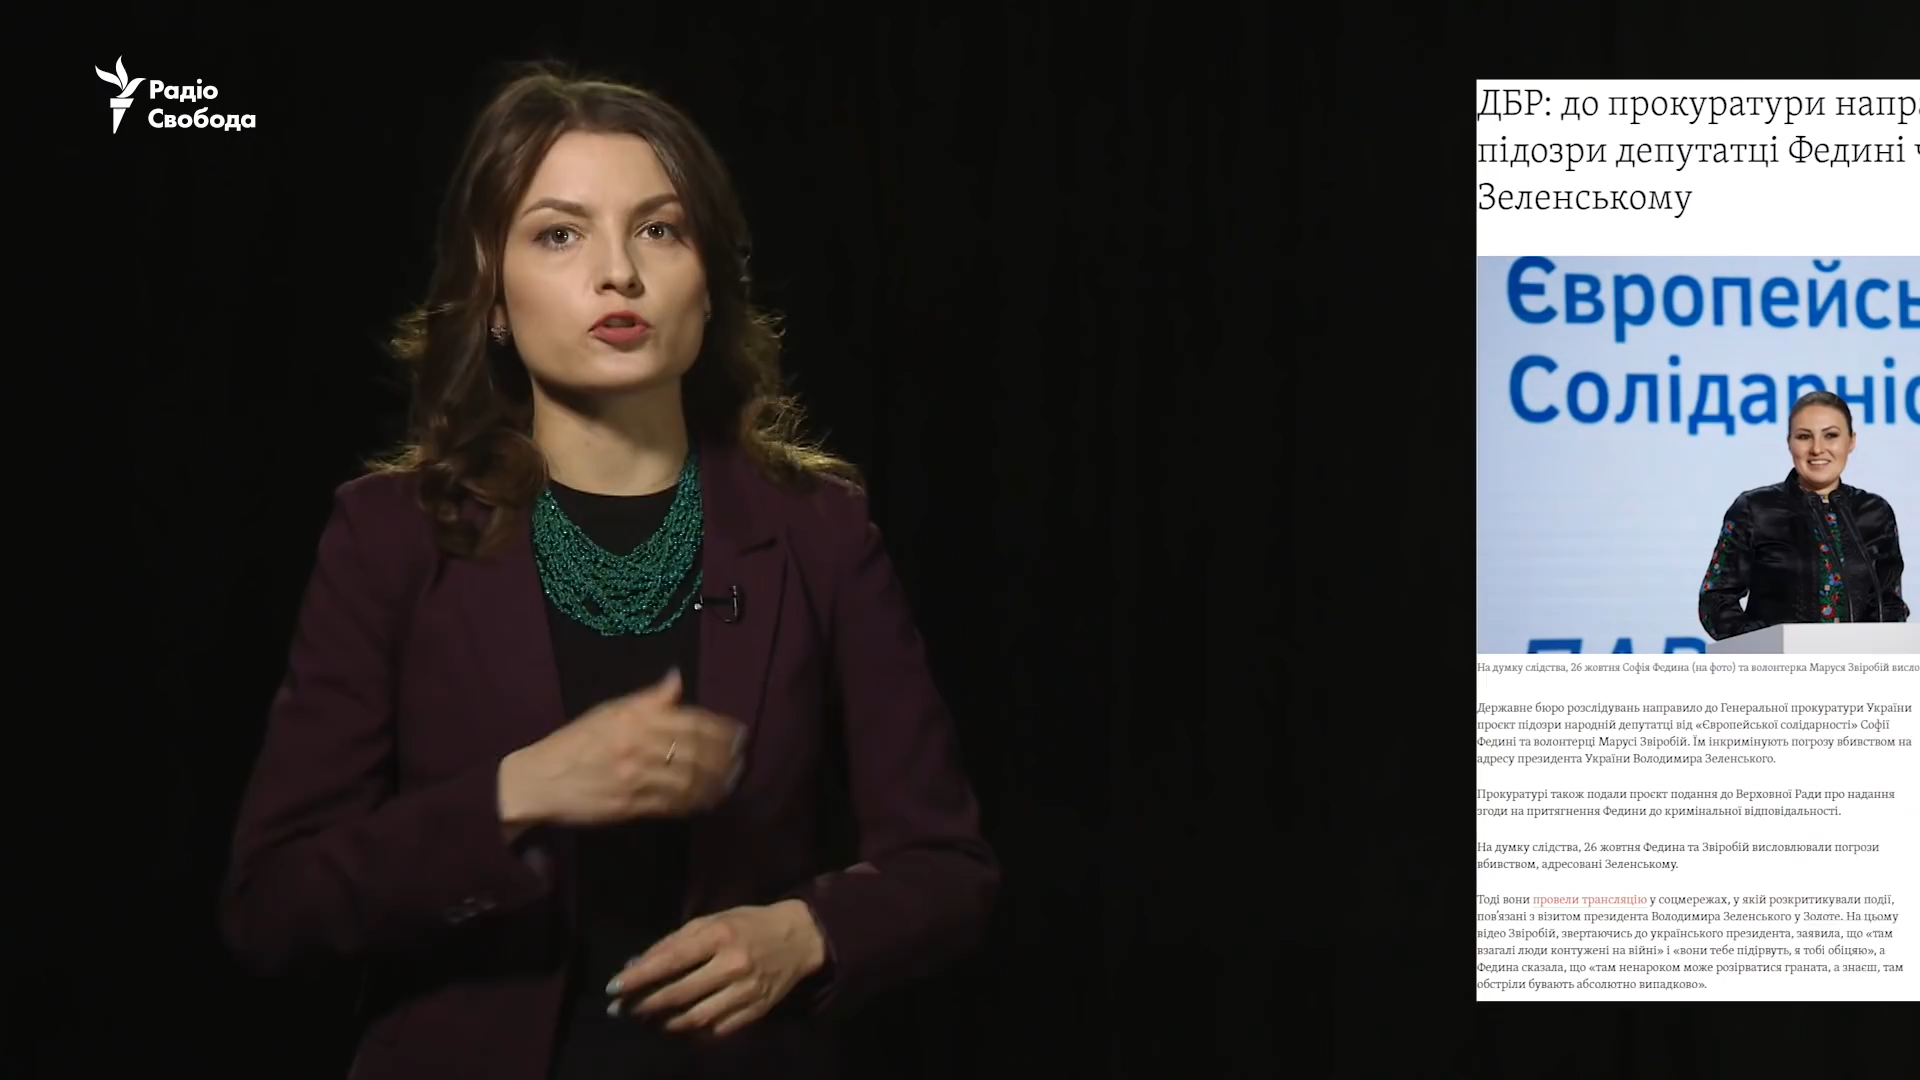 Радіо
Свобода
ДБР: до прокуратури
підозри депутатці Федині
Зеленському
Європейсь
Солідарніс
На думку слідства, 26 жовтня Софія Федина (на фото) та волонтерка Маруся Звіробій висло
Державне бюро розслідувань направило до Генеральної прокуратури України
проєкт підозри народній депутатці від «Європейської солідарності» Софії
Федині та волонтерці Марусі Звіробій. Їм інкримінують погрозу вбивством на
адресу президента України Володимира Зеленського.
Прокуратурі також подали проєкт подання до Верховної Ради про надання
згоди на притягнення Федини до кримінальної відповідальності.
На думку слідства, 26 жовтня Федина та Звіробій висловлювали погрози
вбивством, адресовані Зеленському.
Тоді вони провели трансляцію у соцмережах, у якій розкритикували події,
пов'язані з візитом президента Володимира Зеленського у Золоте. На цьому
відео Звіробій, звертаючись до українського президента, заявила, що «там
взагалі люди контужені на війні» і «вони тебе підірвуть, я тобі обіцяю», а
Федина сказала, що «там ненароком може розірватися граната, а знаєш, там
обстріли бувають абсолютно випадково».